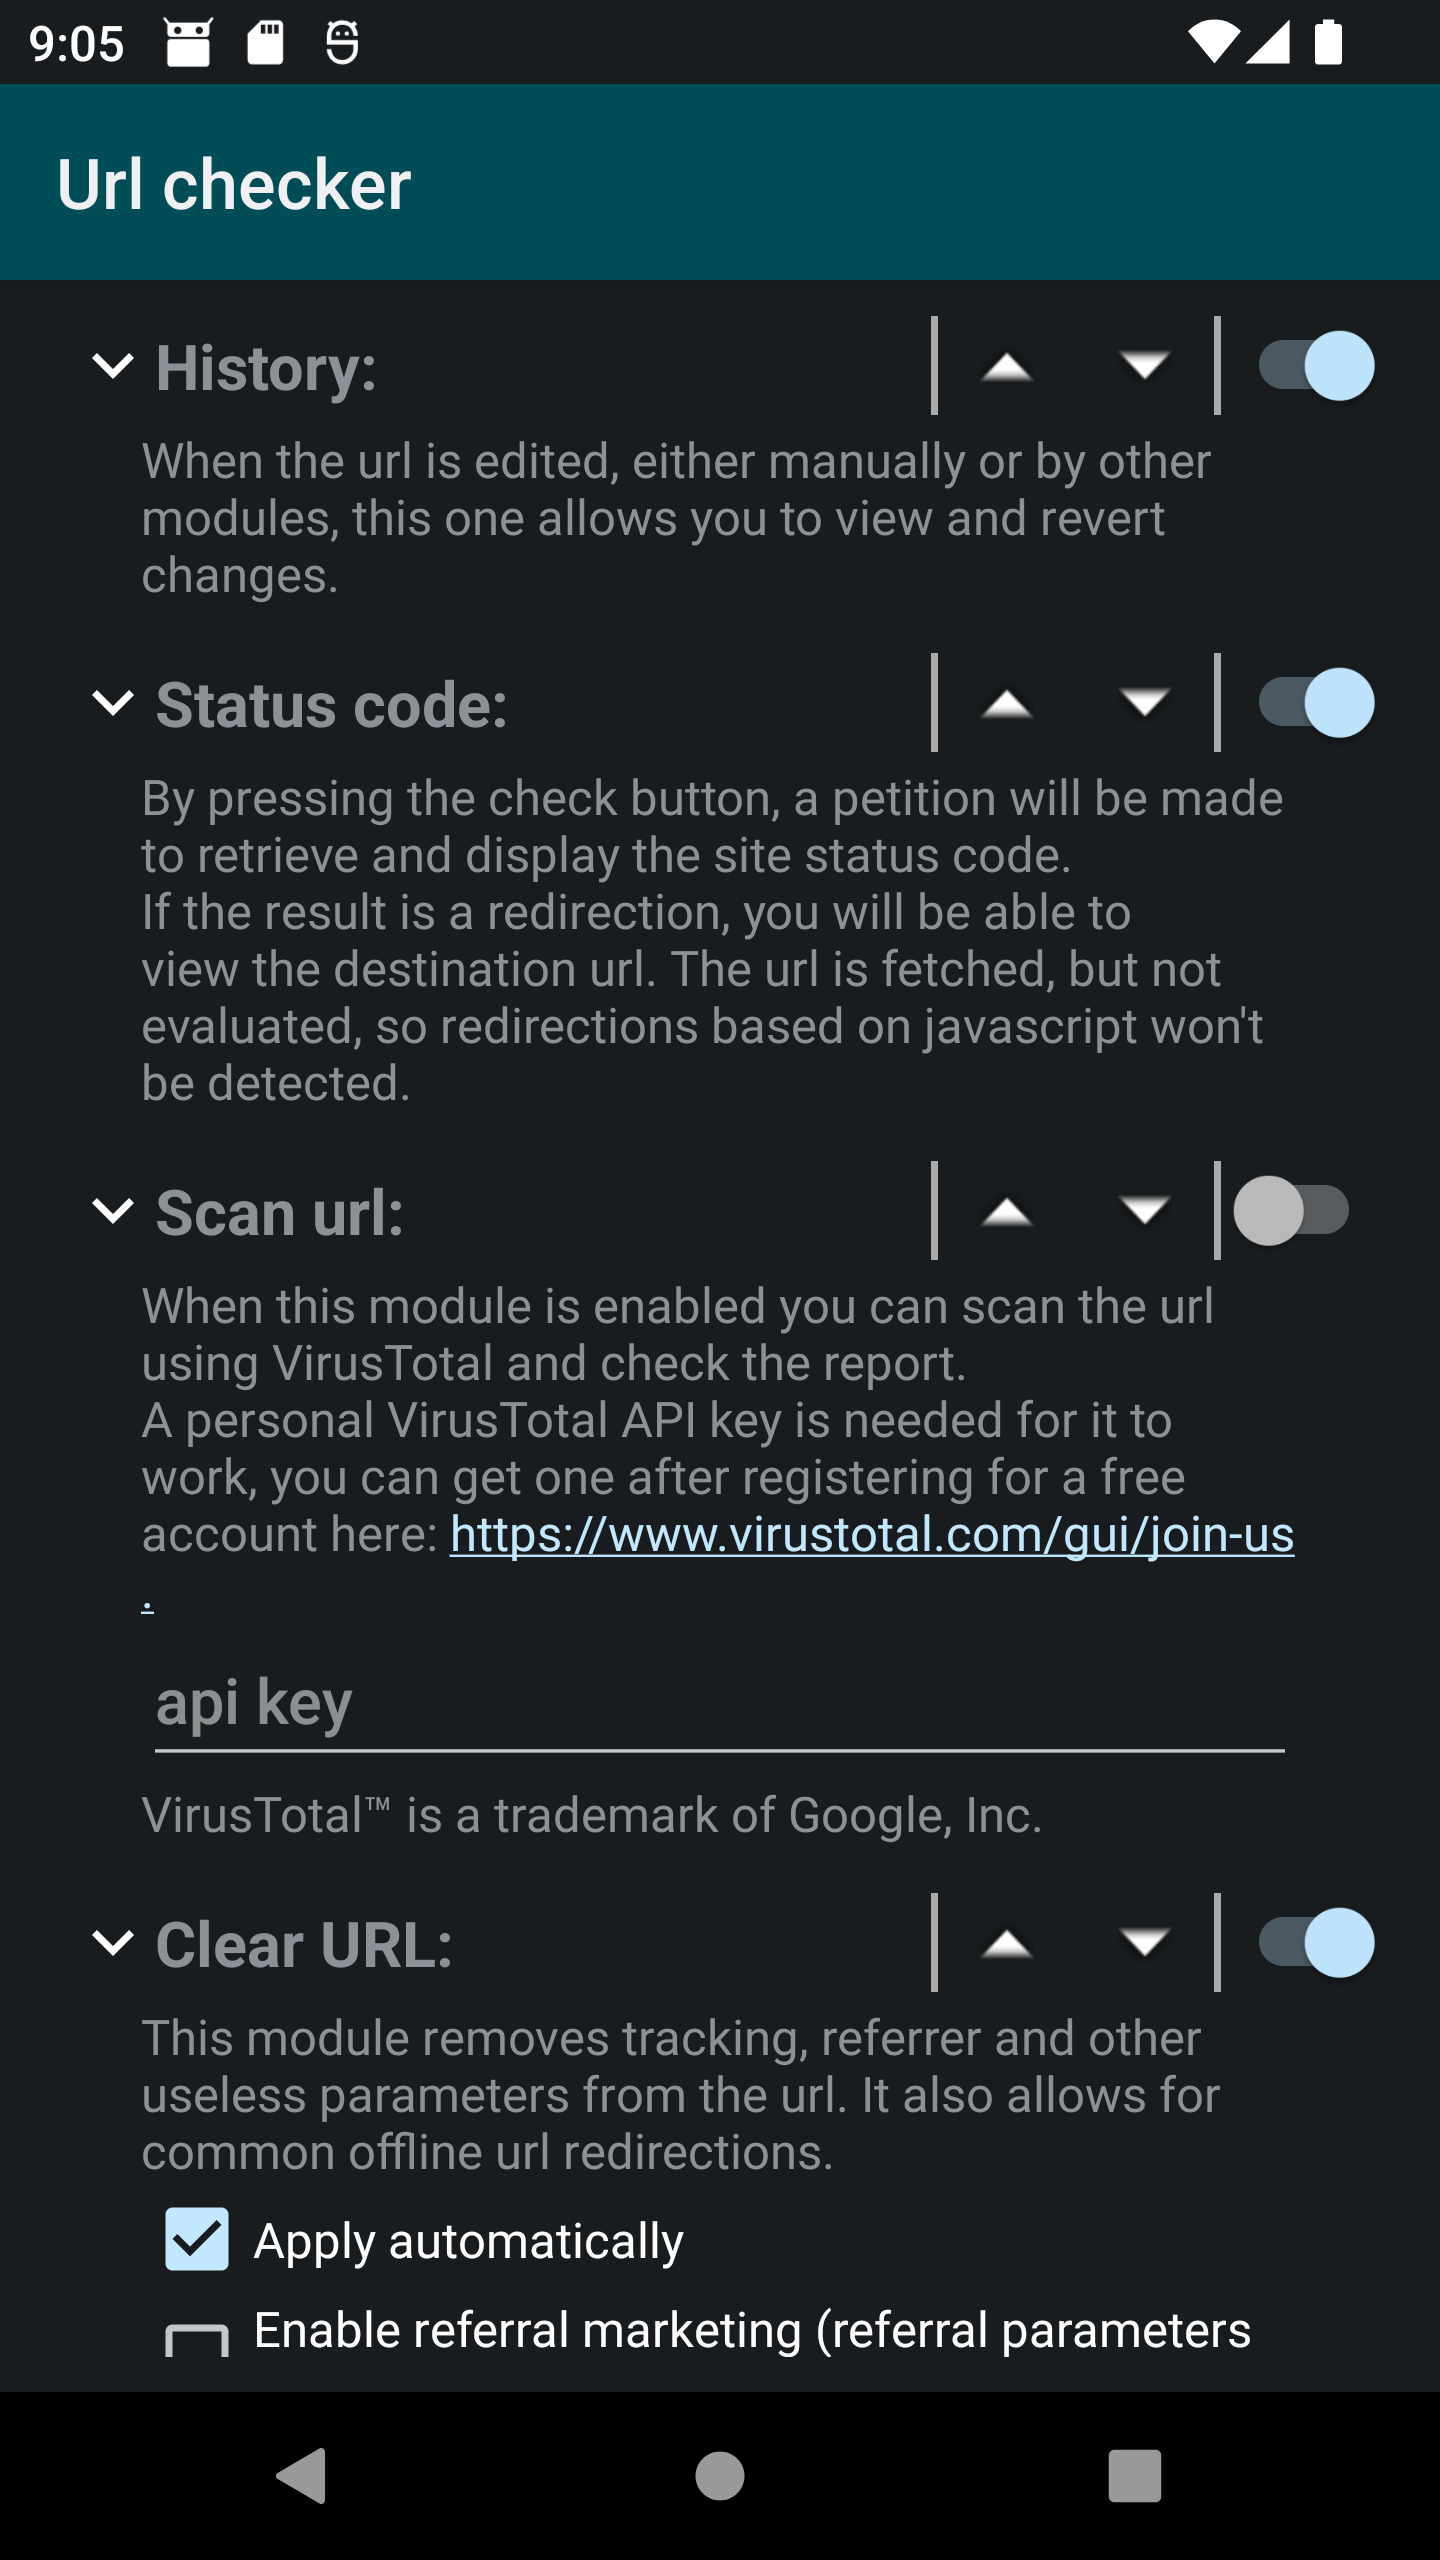 9:05
Url checker
History:
When the url is edited, either manually or by other
modules, this one allows you to view and revert
changes.
Status code:
By pressing the check button, a petition will be made
to retrieve and display the site status code.
If the result is a redirection, you will be able to
view the destination url. The url is fetched, but not
evaluated, so redirections based on javascript won't
be detected.
Scan url:
When this module is enabled you can scan the url
using VirusTotal and check the report.
A personal VirusTotal API key is needed for it to
work, you can get one after registering for a free
account here: https://www.virustotal.com/gui/join-us
.
api key
VirusTotal™ is a trademark of Google, Inc.
Clear URL:
This module removes tracking, referrer and other
useless parameters from the url. It also allows for
common offline url redirections.
Apply automatically
Enable referral marketing (referral parameters